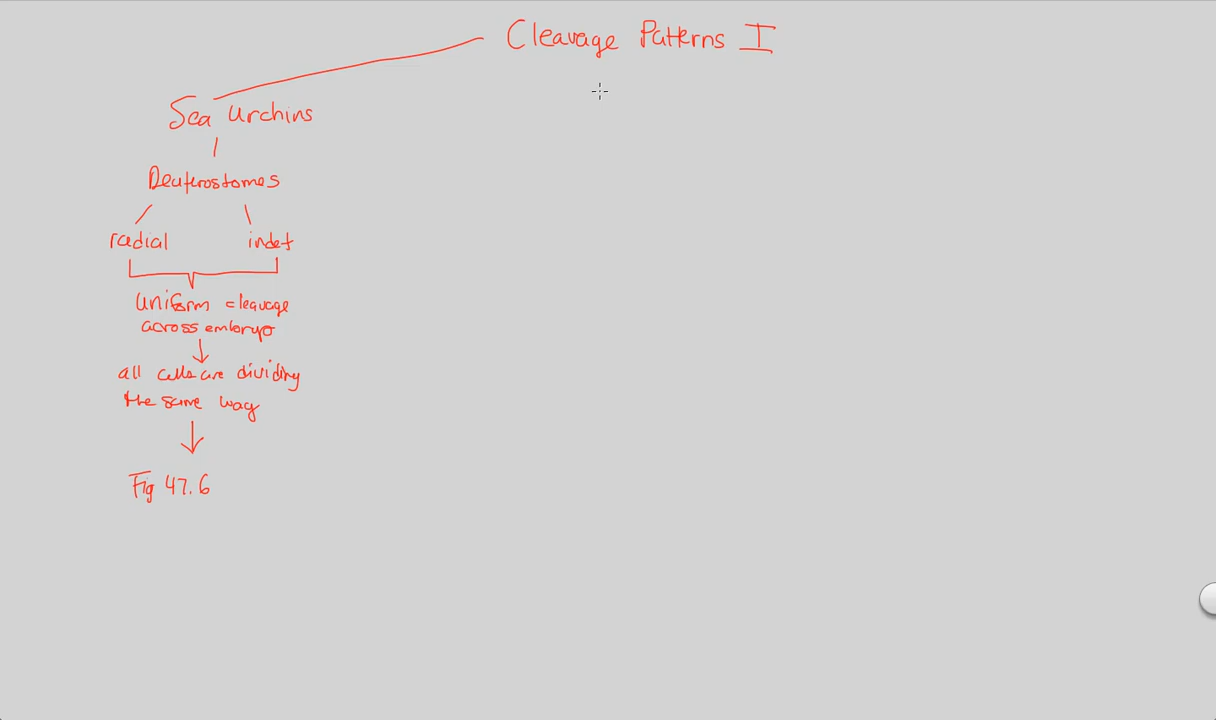 Cleavage Patterns I
Sea Urchins
Deuterostomes
radial indet
uniform cleavage
across embryo
all cells are dividing
the same way
Fig 47.6